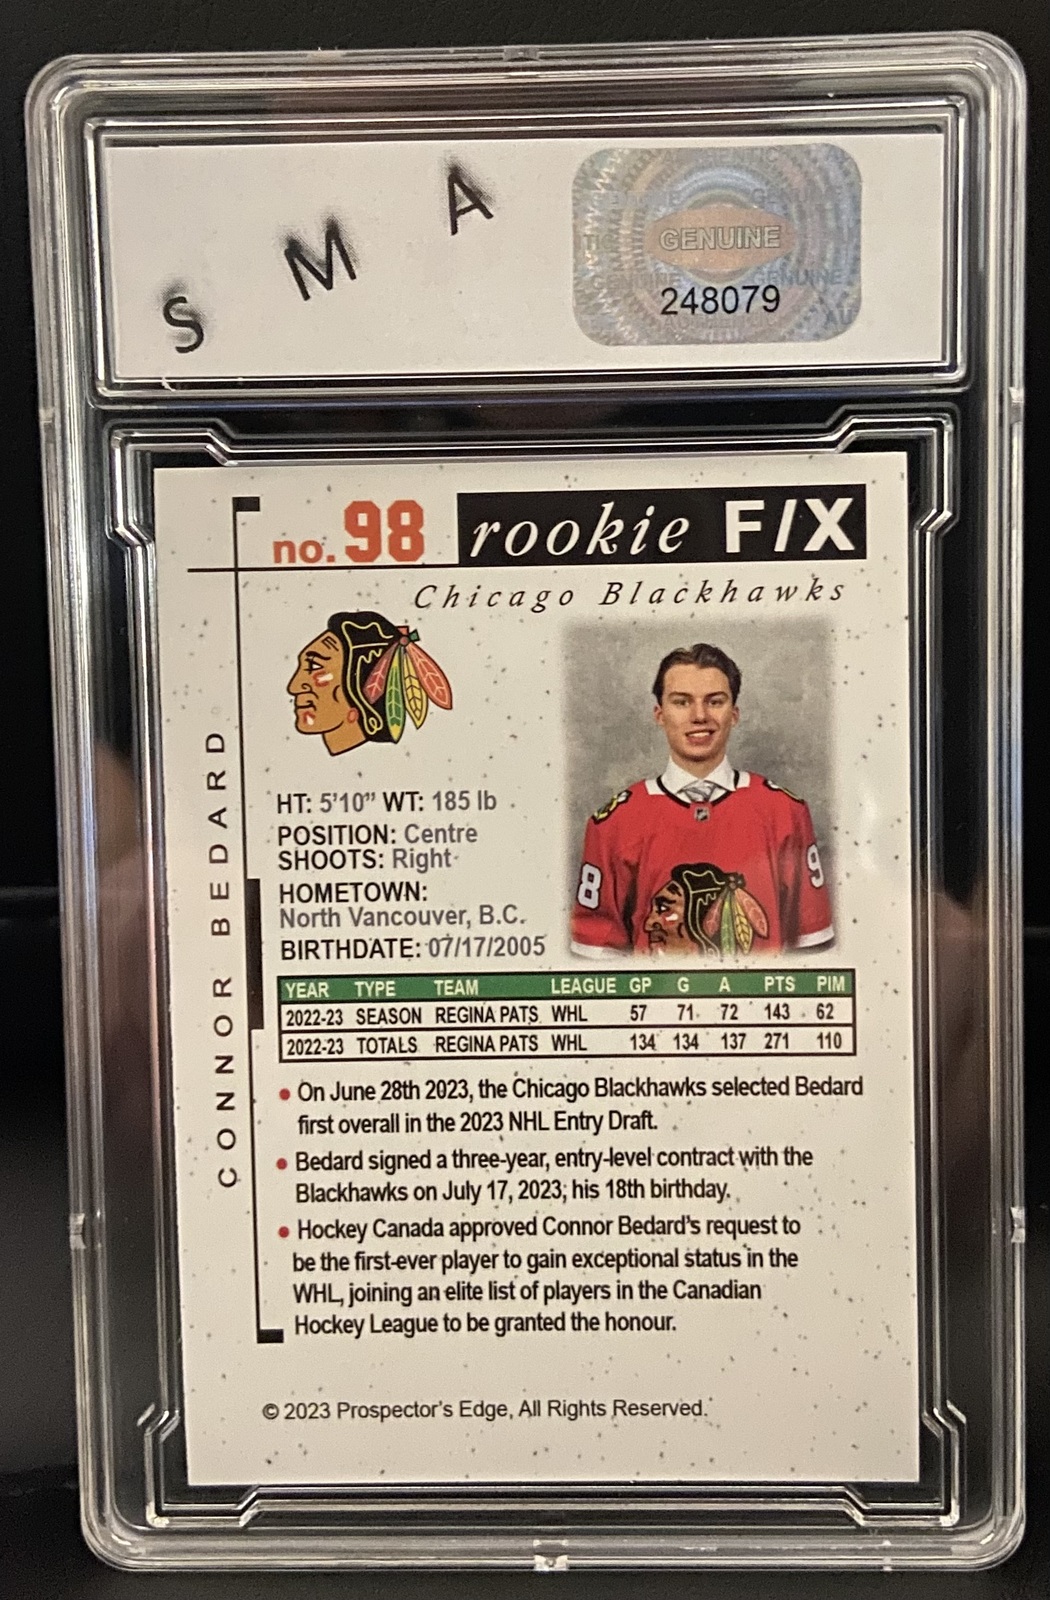 S M A
GENUINE
248079
no. 98 rookie F/X
Chicago Blackhawks
CONNOR BEDARD
HT: 5'10" WT: 185 lb
POSITION: Centre
SHOOTS: Right
HOMETOWN:
North Vancouver, B.C.
BIRTHDATE: 07/17/2005
8
9
YEAR TYPE TEAM LEAGUE GP G A PTS PIM
2022-23 SEASON REGINA PATS WHL 57 71 72 143 62
2022-23 TOTALS REGINA PATS WHL 134 134 137 271 110
• On June 28th 2023, the Chicago Blackhawks selected Bedard
first overall in the 2023 NHL Entry Draft.
• Bedard signed a three-year, entry-level contract with the
Blackhawks on July 17, 2023; his 18th birthday.
• Hockey Canada approved Connor Bedard's request to
be the first-ever player to gain exceptional status in the
WHL, joining an elite list of players in the Canadian
Hockey League to be granted the honour.
© 2023 Prospector's Edge, All Rights Reserved.